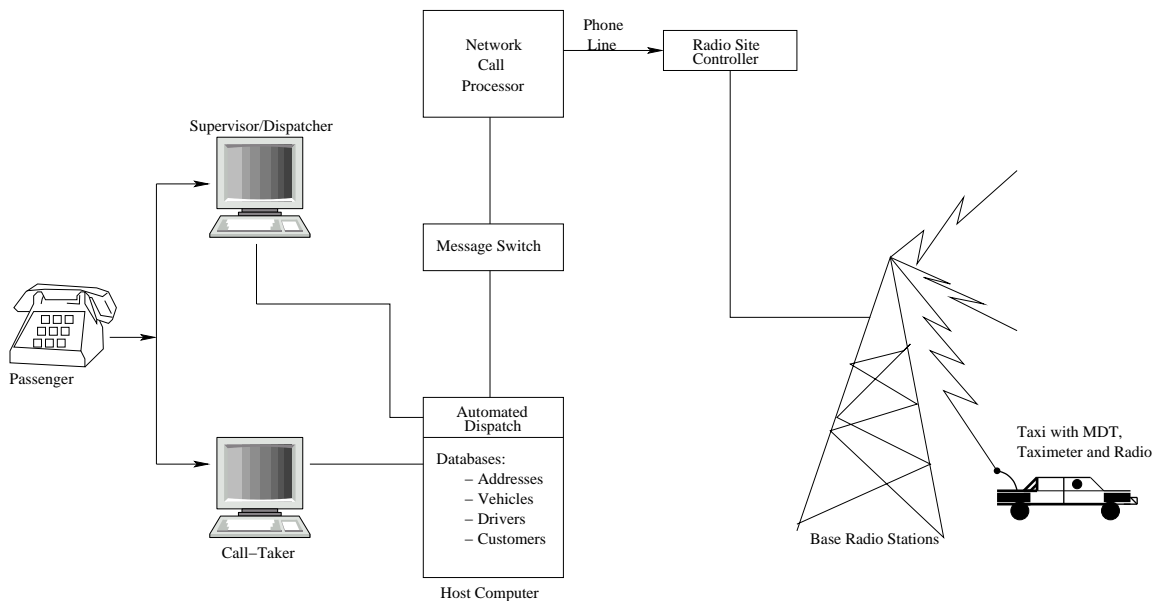 Network
Call
Processor
Phone
Line
Radio Site
Controller
Supervisor/Dispatcher
Message Switch
Passenger
Automated
Dispatch
Databases:
– Addresses
– Vehicles
– Drivers
– Customers
Call–Taker
Host Computer
Taxi with MDT,
Taximeter and Radio
Base Radio Stations